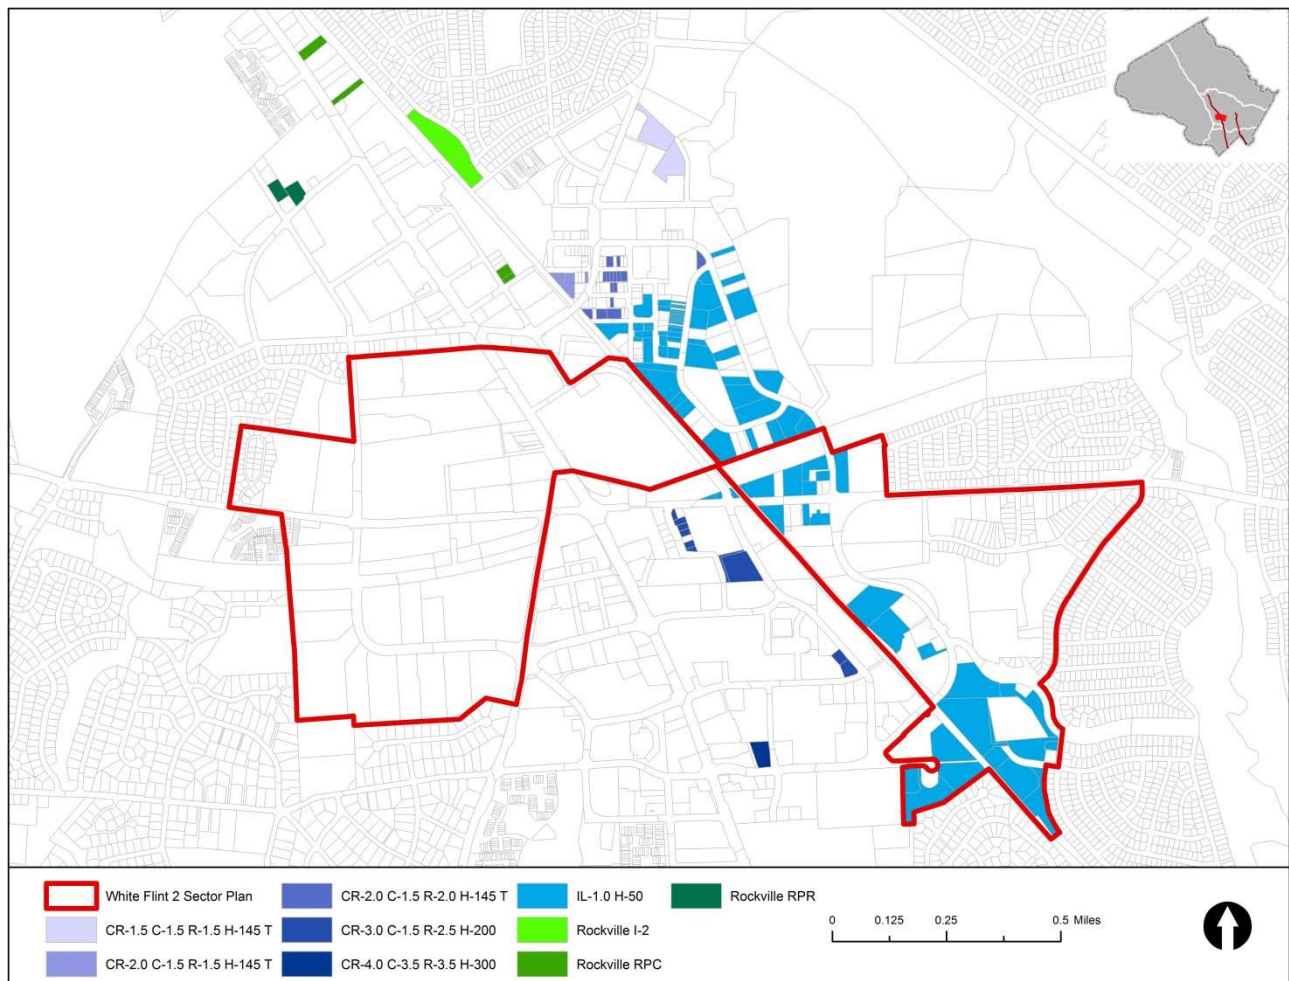 White Flint 2 Sector Plan
CR-1.5 C-1.5 R-1.5 H-145 T
CR-2.0 C-1.5 R-1.5 H-145 T
CR-2.0 C-1.5 R-2.0 H-145 T
CR-3.0 C-1.5 R-2.5 H-200
CR-4.0 C-3.5 R-3.5 H-300
IL-1.0 H-50
Rockville I-2
Rockville RPC
Rockville RPR
0 0.125 0.25 0.5 Miles